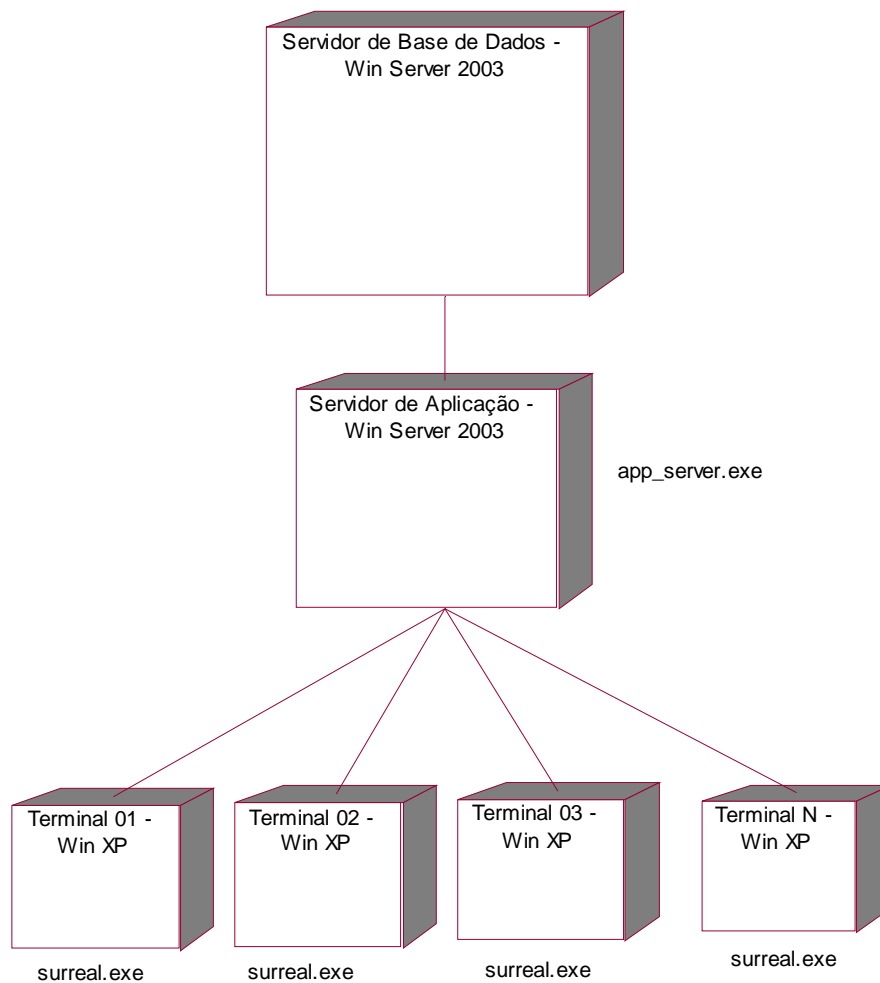 Servidor de Base de Dados -
Win Server 2003
Servidor de Aplicação -
Win Server 2003
app_server.exe
Terminal 01 -
Win XP
Terminal 02 -
Win XP
Terminal 03 -
Win XP
Terminal N -
Win XP
surreal.exe
surreal.exe
surreal.exe
surreal.exe